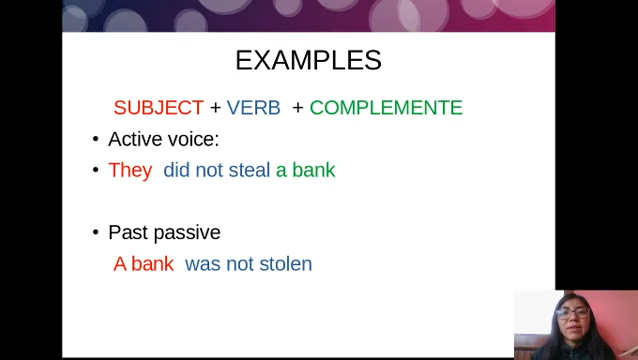 EXAMPLES
SUBJECT + VERB + COMPLEMENTE
• Active voice:
• They did not steal a bank
• Past passive
A bank was not stolen